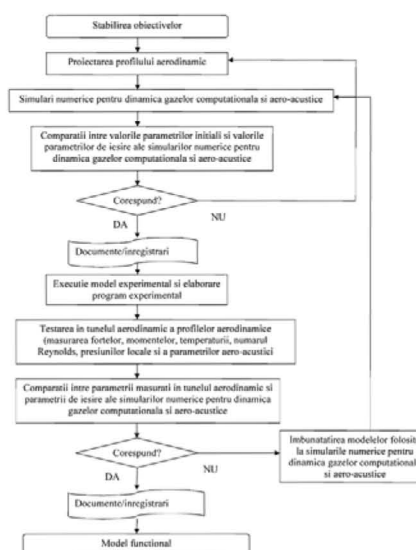 Stabilirea obiectivelor
Proiectarea profilului aerodinamic
Simulari numerice pentru dinamica gazelor computationala si aero-acustice
Comparatii intre valorile parametrilor initiali si valorile
parametrilor de iesire ale simularilor numerice pentru
dinamica gazelor computationala si aero-acustice
Corespund?
NU
DA
Documente/inregistrari
Executie model experimental si elaborare
program experimental
Testarea in tunelul aerodinamic a profilelor aerodinamice
(masurarea fortelor, momentelor, temperaturii, numarul
Reynolds, presiunilor locale si a parametrilor aero-acustici
Comparatii intre parametrii masurati in tunelul aerodinamic si
parametrii de iesire ale simularilor numerice pentru dinamica
gazelor computationala si aero-acustice
Corespund?
NU
DA
Imbunatatirea modelelor folosite
la simularile numerice pentru
dinamica gazelor computationala
si aero-acustice
Documente/inregistrari
Model functional